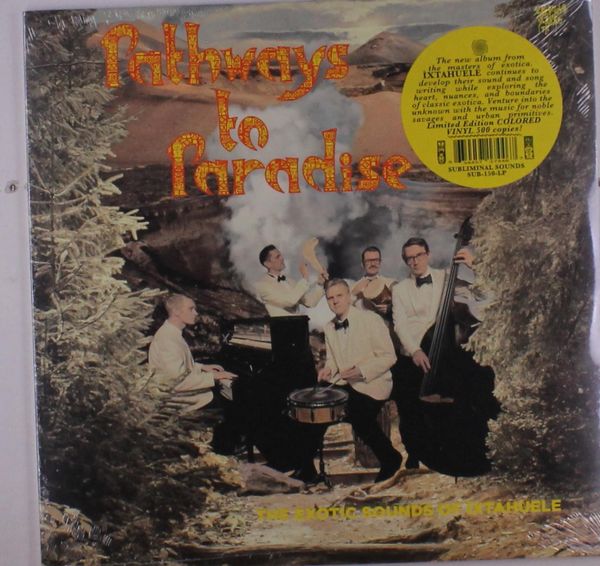 Pathways
to
Paradise
The new album from
the masters of exotica.
IXTAHUELE continues to
develop their sound and song
writing while exploring the
heart, nuances, and boundaries
of classic exotica. Venture into the
unknown with the music for noble
savages and urban primitives.
Limited Edition COLORED
VINYL 500 copies!
SUBLIMINAL SOUNDS
SUB-130-LP
THE EXOTIC SOUNDS OF IXTAHUELE